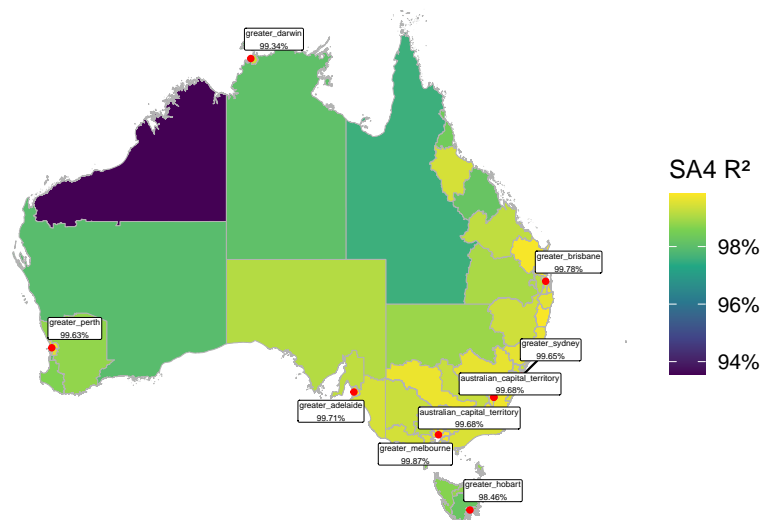 greater_darwin
99.34%
SA4 R²
98%
96%
94%
greater_brisbane
99.78%
greater_perth
99.63%
greater_sydney
99.65%
australian_capital_territory
99.68%
greater_adelaide
99.71%
australian_capital_territory
99.68%
greater_melbourne
99.87%
greater_hobart
98.46%